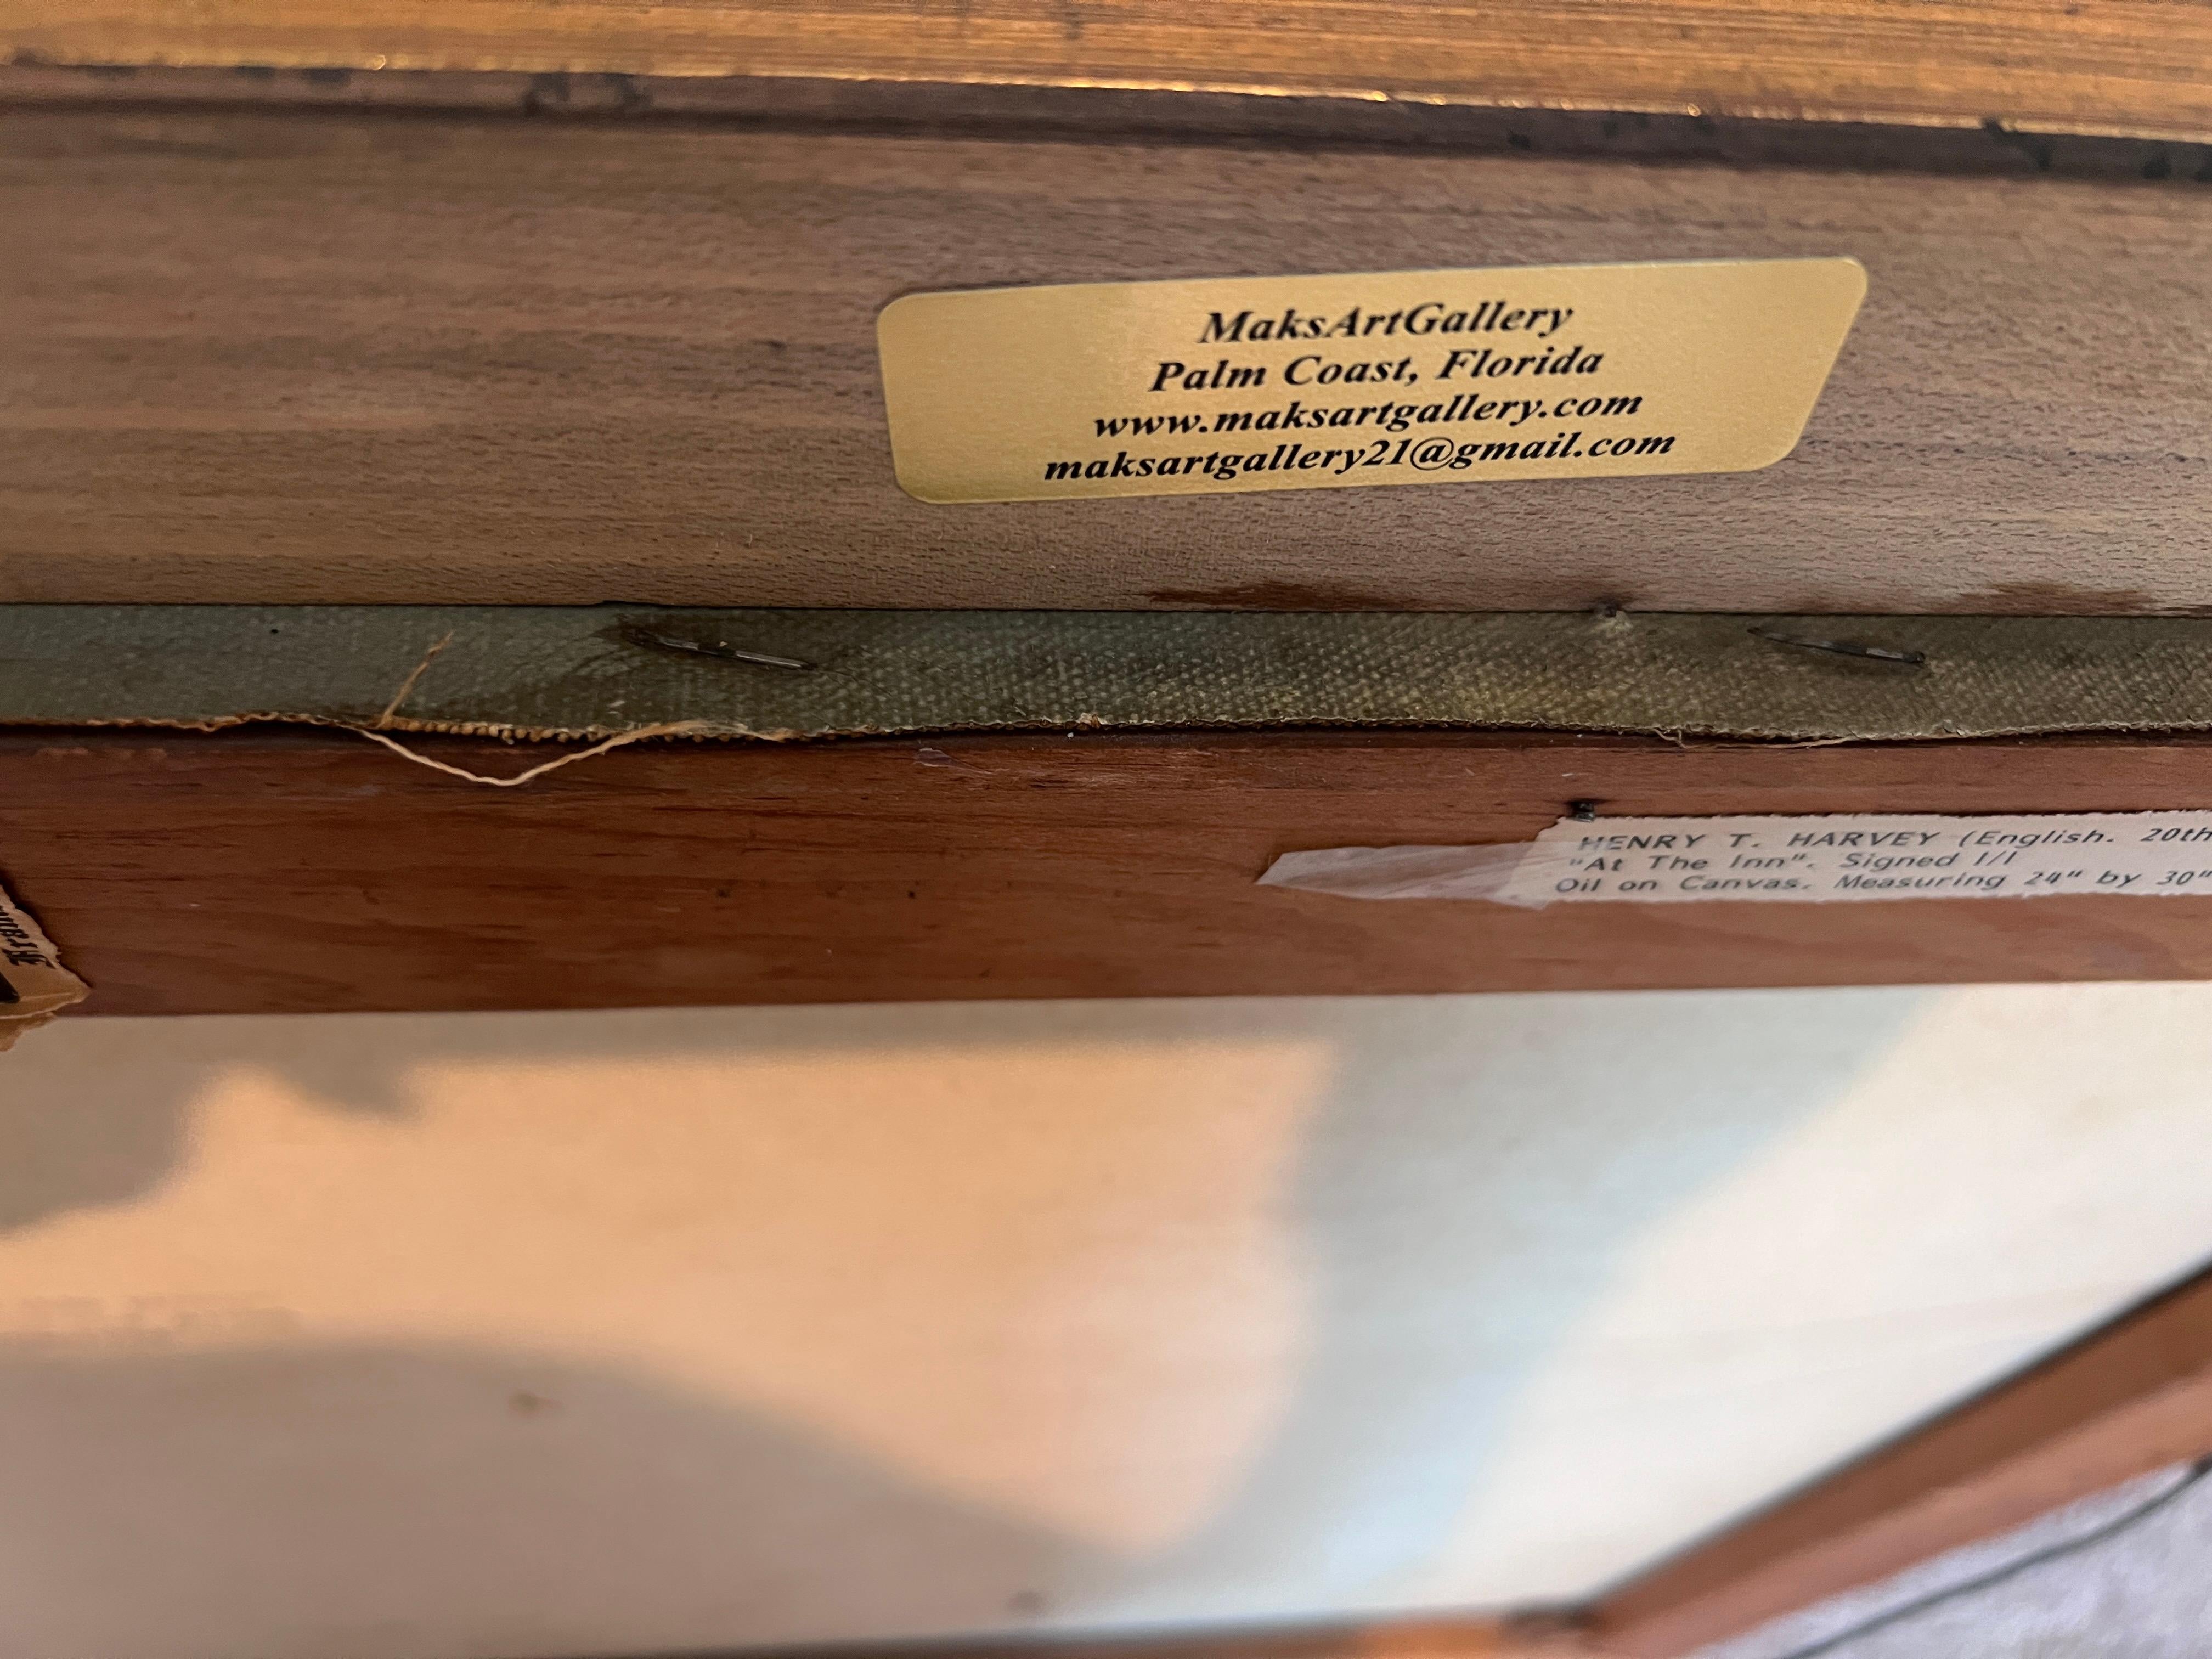 MaksArtGallery
Palm Coast, Florida
www.maksartgallery.com
maksartgallery21@gmail.com
HENRY T. HARVEY (English. 20th
"At The Inn". Signed l/l
Oil on Canvas. Measuring 24" by 30"